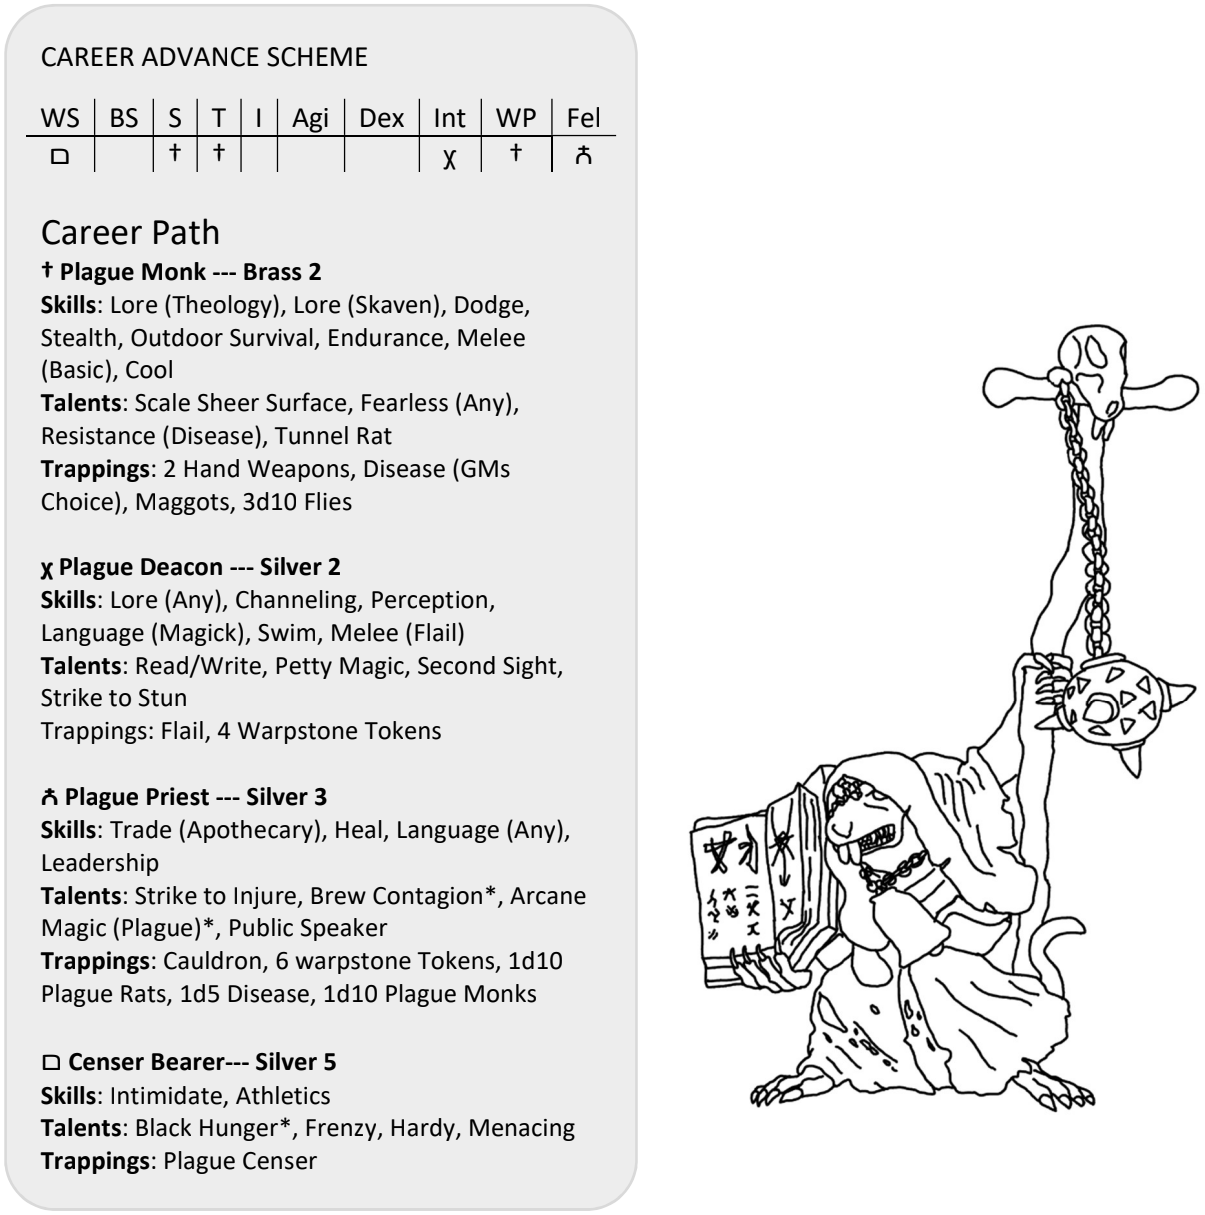 CAREER ADVANCE SCHEME
WS BS S T I Agi Dex Int WP Fel
† † χ †
Career Path
† Plague Monk --- Brass 2
Skills: Lore (Theology), Lore (Skaven), Dodge,
Stealth, Outdoor Survival, Endurance, Melee
(Basic), Cool
Talents: Scale Sheer Surface, Fearless (Any),
Resistance (Disease), Tunnel Rat
Trappings: 2 Hand Weapons, Disease (GMs
Choice), Maggots, 3d10 Flies
χ Plague Deacon --- Silver 2
Skills: Lore (Any), Channeling, Perception,
Language (Magick), Swim, Melee (Flail)
Talents: Read/Write, Petty Magic, Second Sight,
Strike to Stun
Trappings: Flail, 4 Warpstone Tokens
Plague Priest --- Silver 3
Skills: Trade (Apothecary), Heal, Language (Any),
Leadership
Talents: Strike to Injure, Brew Contagion*, Arcane
Magic (Plague)*, Public Speaker
Trappings: Cauldron, 6 warpstone Tokens, 1d10
Plague Rats, 1d5 Disease, 1d10 Plague Monks
Censer Bearer--- Silver 5
Skills: Intimidate, Athletics
Talents: Black Hunger*, Frenzy, Hardy, Menacing
Trappings: Plague Censer